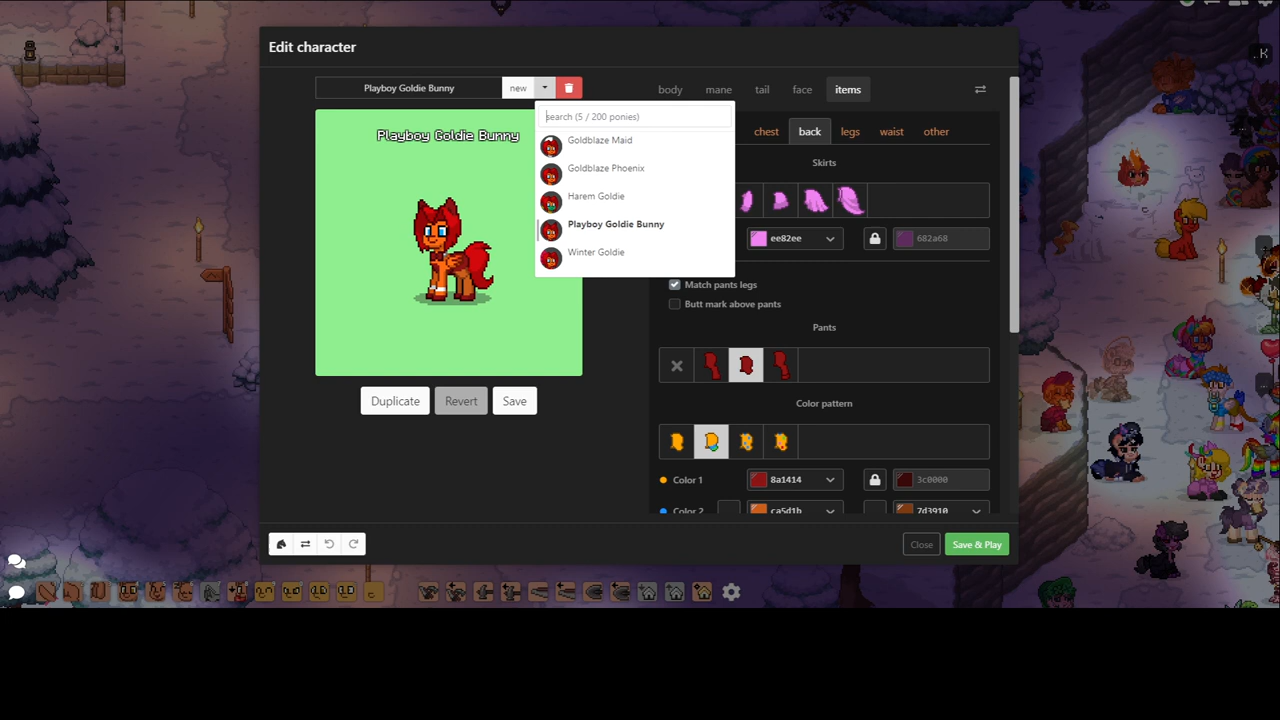 K
Edit character
Playboy Goldie Bunny
new
body
mane
tail
face
items
search (5 / 200 ponies)
Goldblaze Maid
Goldblaze Phoenix
Harem Goldie
Playboy Goldie Bunny
Winter Goldie
Playboy Goldie Bunny
chest
back
legs
waist
other
Skirts
ee82ee
682a68
Match pants legs
Butt mark above pants
Pants
Duplicate
Revert
Save
Color pattern
Color 1
8a1414
3c0000
Color 2
ca5d1b
7d3910
Close
Save & Play